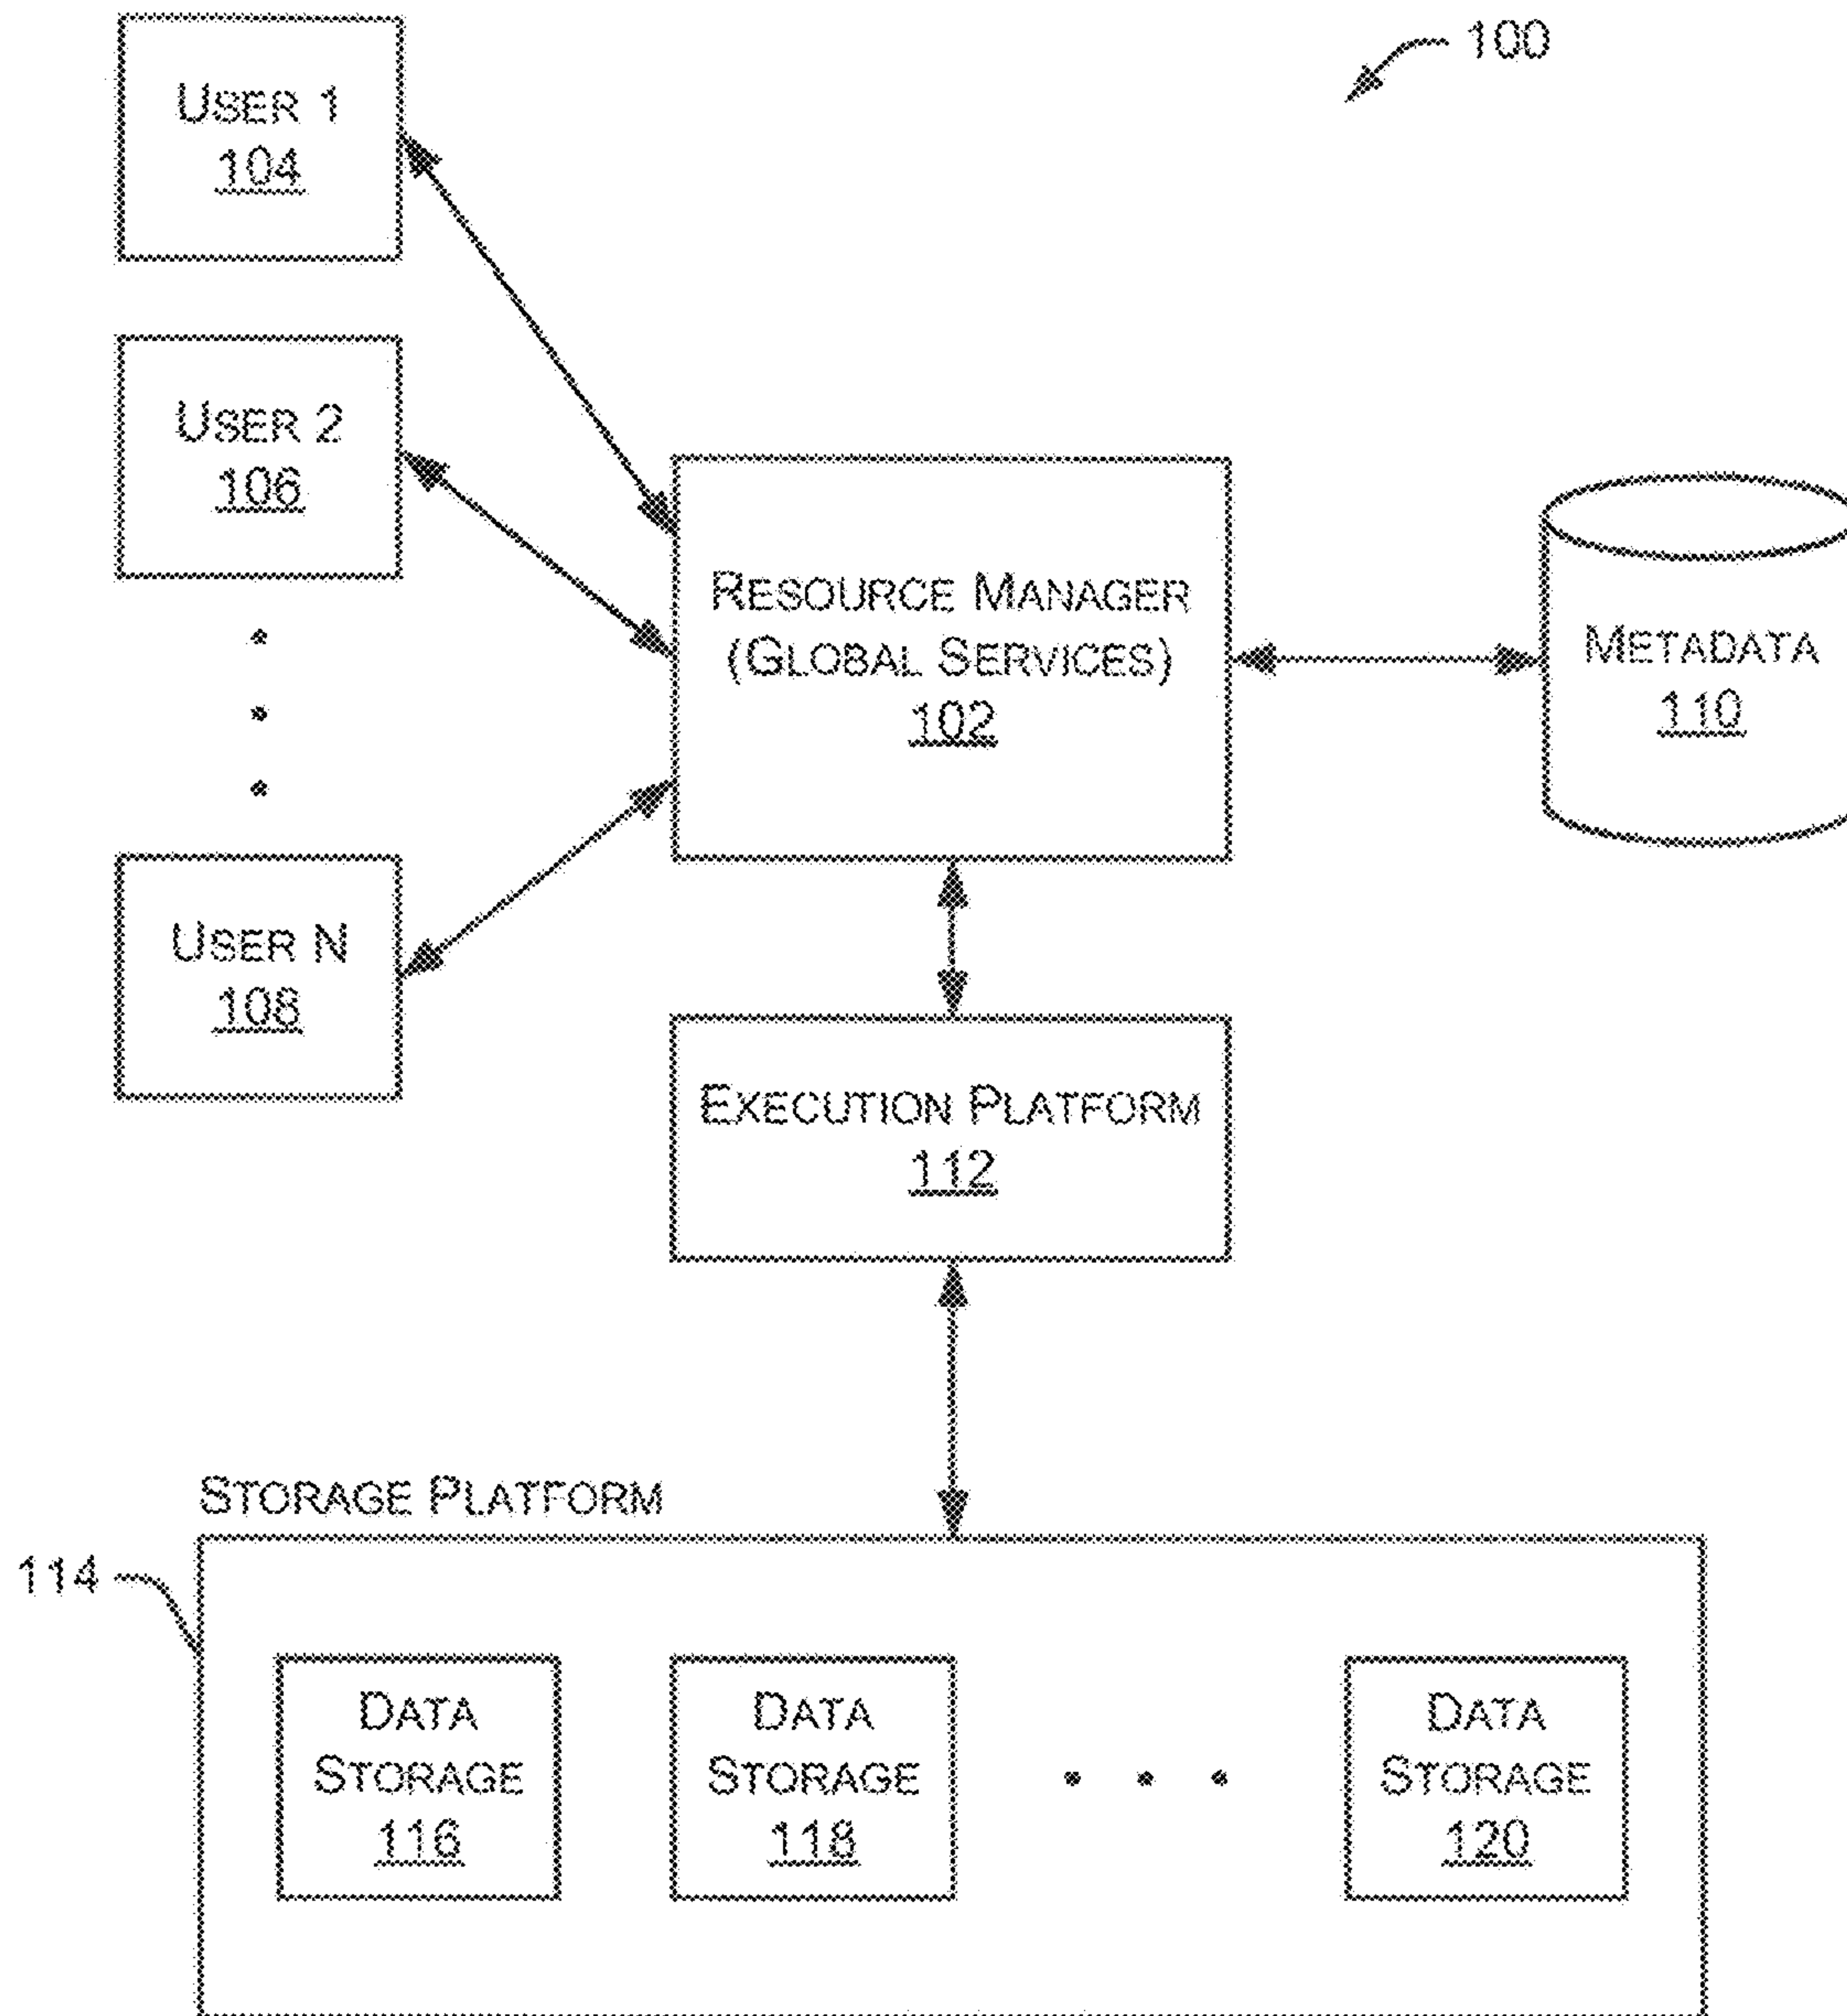 100
USER 1
104
USER 2
106
RESOURCE MANAGER
(GLOBAL SERVICES)
102
METADATA
110
USER N
108
EXECUTION PLATFORM
112
STORAGE PLATFORM
114
DATA
STORAGE
116
DATA
STORAGE
118
DATA
STORAGE
120